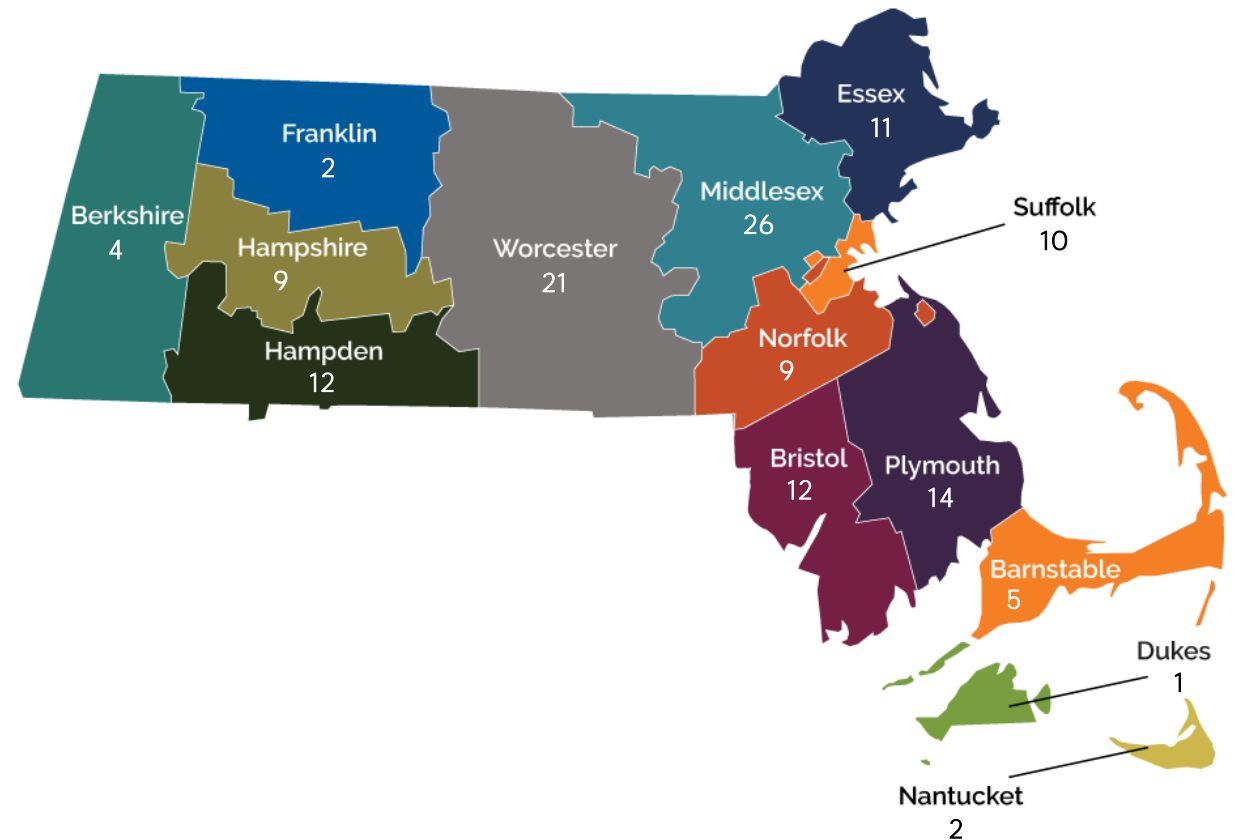 Essex
11
Franklin
2
Middlesex
26
Suffolk
10
Berkshire
4
Hampshire
9
Worcester
21
Norfolk
9
Hampden
12
Bristol
12
Plymouth
14
Barnstable
5
Dukes
1
Nantucket
2